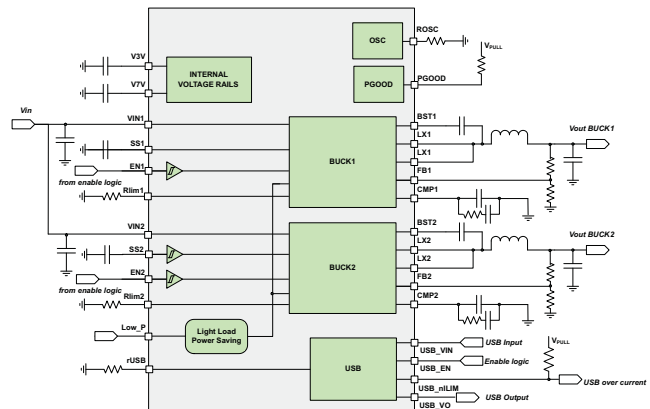 OSC
ROSC
VPULL
PGOOD
PGOOD
V3V
INTERNAL
VOLTAGE RAILS
V7V
Vin
VIN1
BST1
Vout BUCK1
LX1
SS1
BUCK1
LX1
EN1
FB1
from enable logic
Rlim1
CMP1
VIN2
BST2
Vout BUCK2
LX2
SS2
BUCK2
LX2
EN2
FB2
from enable logic
Rlim2
CMP2
Low_P
Light Load
Power Saving
VPULL
USB Input
rUSB
USB_VIN
Enable logic
USB
USB_EN
USB over current
USB_nILIM
USB Output
USB_VO